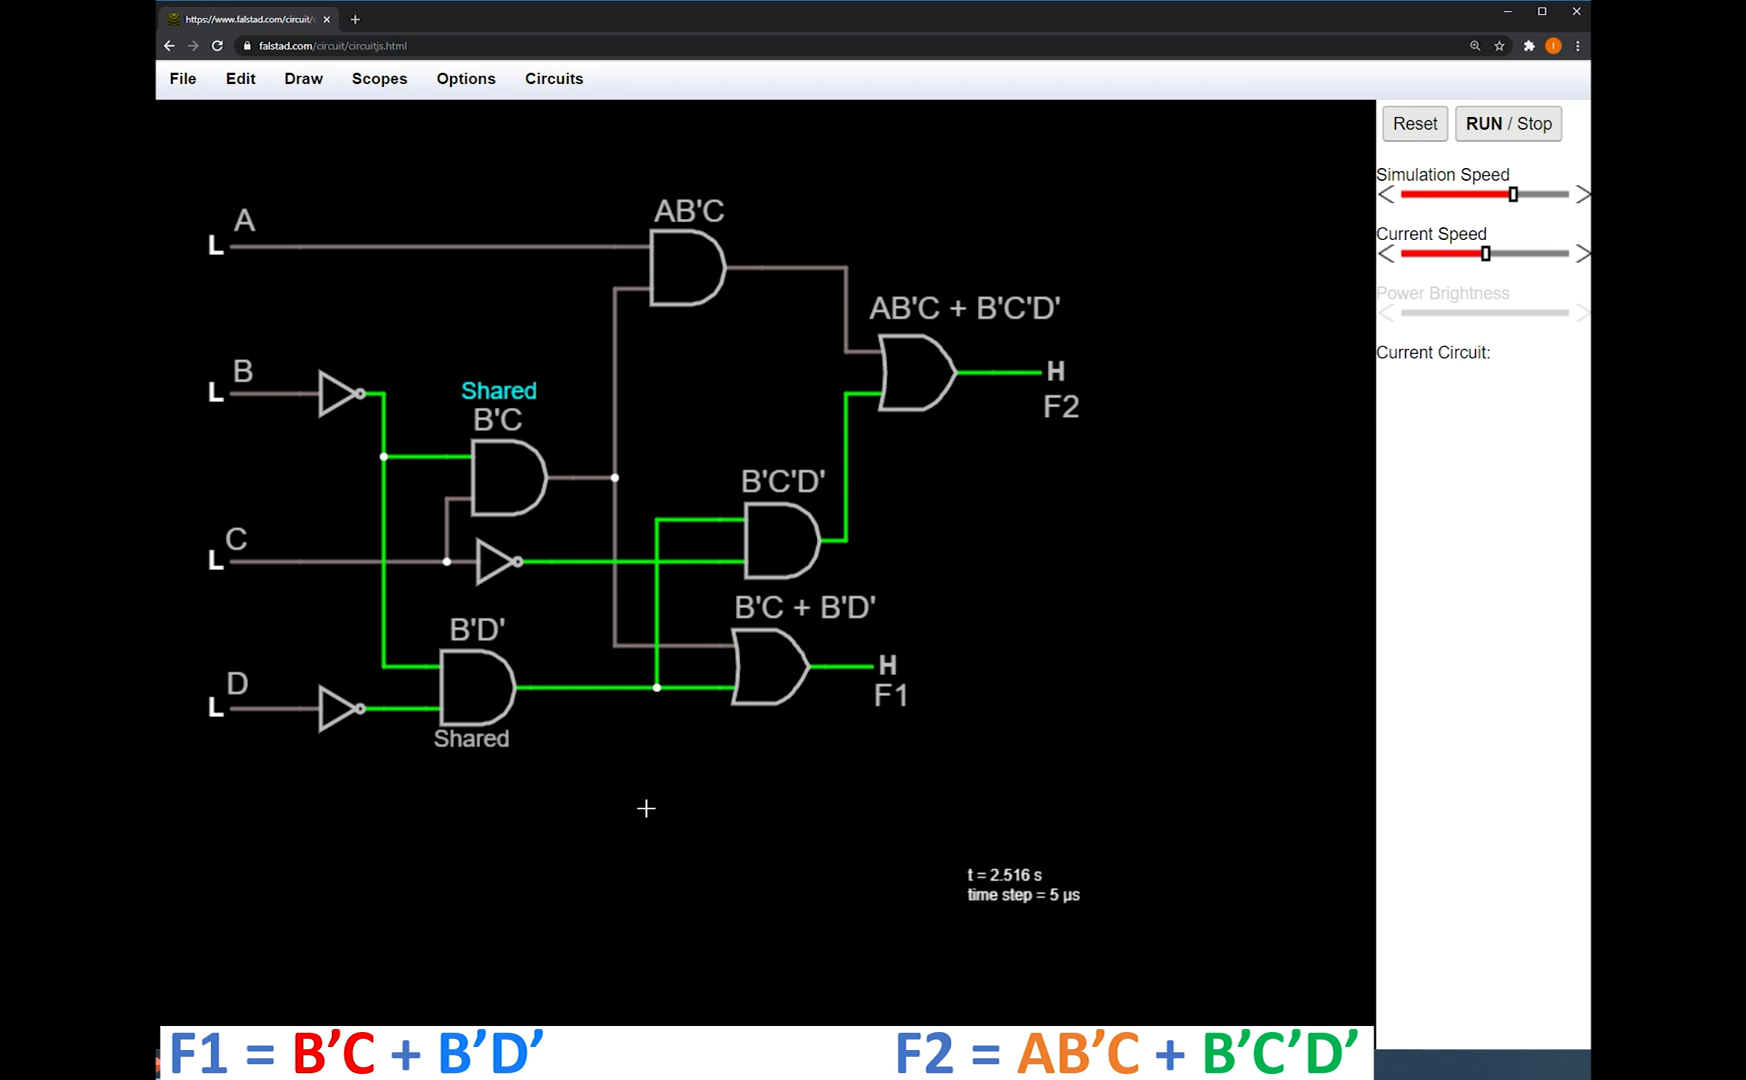 https://www.falstad.com/circuit/c
falstad.com/circuit/circuitjs.html
File Edit Draw Scopes Options Circuits
Reset RUN / Stop
Simulation Speed
Current Speed
Power Brightness
Current Circuit:
A
L
AB'C
AB'C + B'C'D'
H
F2
B
L
Shared
B'C
B'C'D'
C
L
B'C + B'D'
B'D'
H
F1
D
L
Shared
t = 2.516 s
time step = 5 µs
F1 = B’C + B’D’
F2 = AB’C + B’C’D’